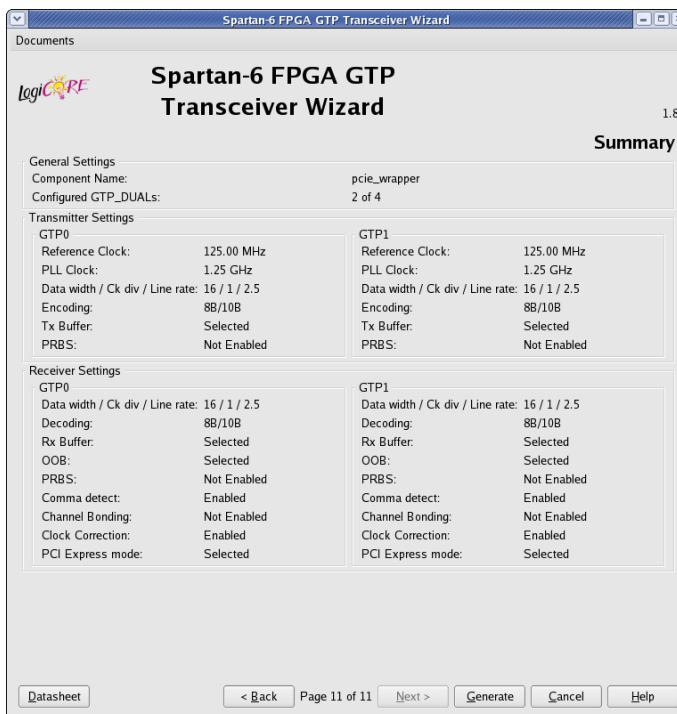 Spartan-6 FPGA GTP Transceiver Wizard
Documents
LogiCORE
Spartan-6 FPGA GTP
Transceiver Wizard
1.8
Summary
General Settings
Component Name: pcie_wrapper
Configured GTP_DUALs: 2 of 4
Transmitter Settings
GTP0
Reference Clock: 125.00 MHz
PLL Clock: 1.25 GHz
Data width / Ck div / Line rate: 16 / 1 / 2.5
Encoding: 8B/10B
Tx Buffer: Selected
PRBS: Not Enabled
GTP1
Reference Clock: 125.00 MHz
PLL Clock: 1.25 GHz
Data width / Ck div / Line rate: 16 / 1 / 2.5
Encoding: 8B/10B
Tx Buffer: Selected
PRBS: Not Enabled
Receiver Settings
GTP0
Data width / Ck div / Line rate: 16 / 1 / 2.5
Decoding: 8B/10B
Rx Buffer: Selected
OOB: Selected
PRBS: Not Enabled
Comma detect: Enabled
Channel Bonding: Not Enabled
Clock Correction: Enabled
PCI Express mode: Selected
GTP1
Data width / Ck div / Line rate: 16 / 1 / 2.5
Decoding: 8B/10B
Rx Buffer: Selected
OOB: Selected
PRBS: Not Enabled
Comma detect: Enabled
Channel Bonding: Not Enabled
Clock Correction: Enabled
PCI Express mode: Selected
Datasheet < Back Page 11 of 11 Next > Generate Cancel Help